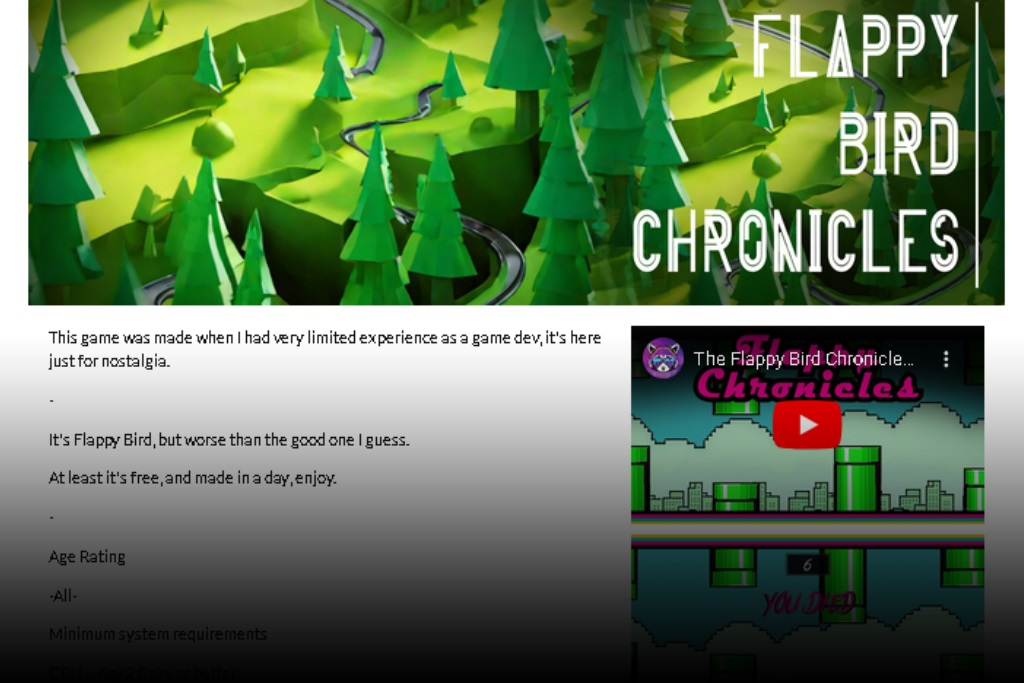 FLAPPY
BIRD
CHRONICLES
This game was made when I had very limited experience as a game dev, it's here
just for nostalgia.
-
It's Flappy Bird, but worse than the good one I guess.
At least it's free, and made in a day, enjoy.
-
Age Rating
-All-
Minimum system requirements
The Flappy Bird Chronicle...
Flappy
Chronicles
6
YOU DIED